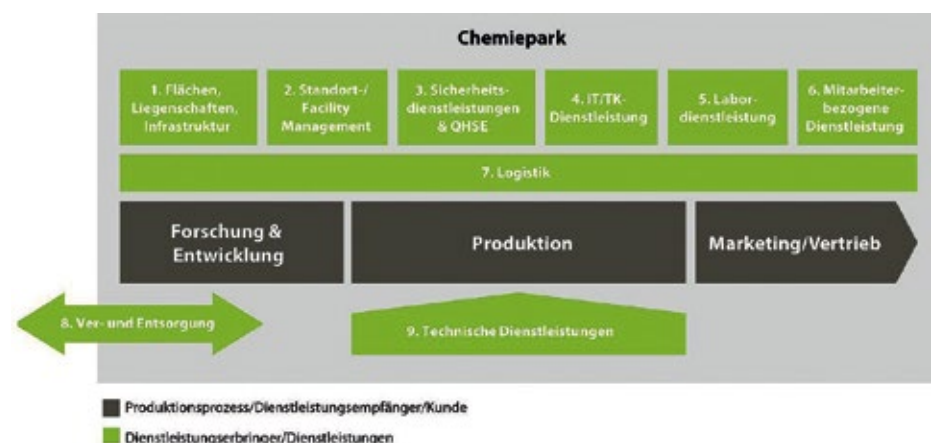 Chemiepark
1. Flächen,
Liegenschaften,
Infrastruktur
2. Standort-/
Facility
Management
3. Sicherheits-
dienstleistungen
& QHSE
4. IT/TK-
Dienstleistung
5. Labor-
dienstleistung
6. Mitarbeiter-
bezogene
Dienstleistung
7. Logistik
Forschung &
Entwicklung
Produktion
Marketing/Vertrieb
8. Ver- und Entsorgung
9. Technische Dienstleistungen
Produktionsprozess/Dienstleistungsempfänger/Kunde
Dienstleistungserbringer/Dienstleistungen